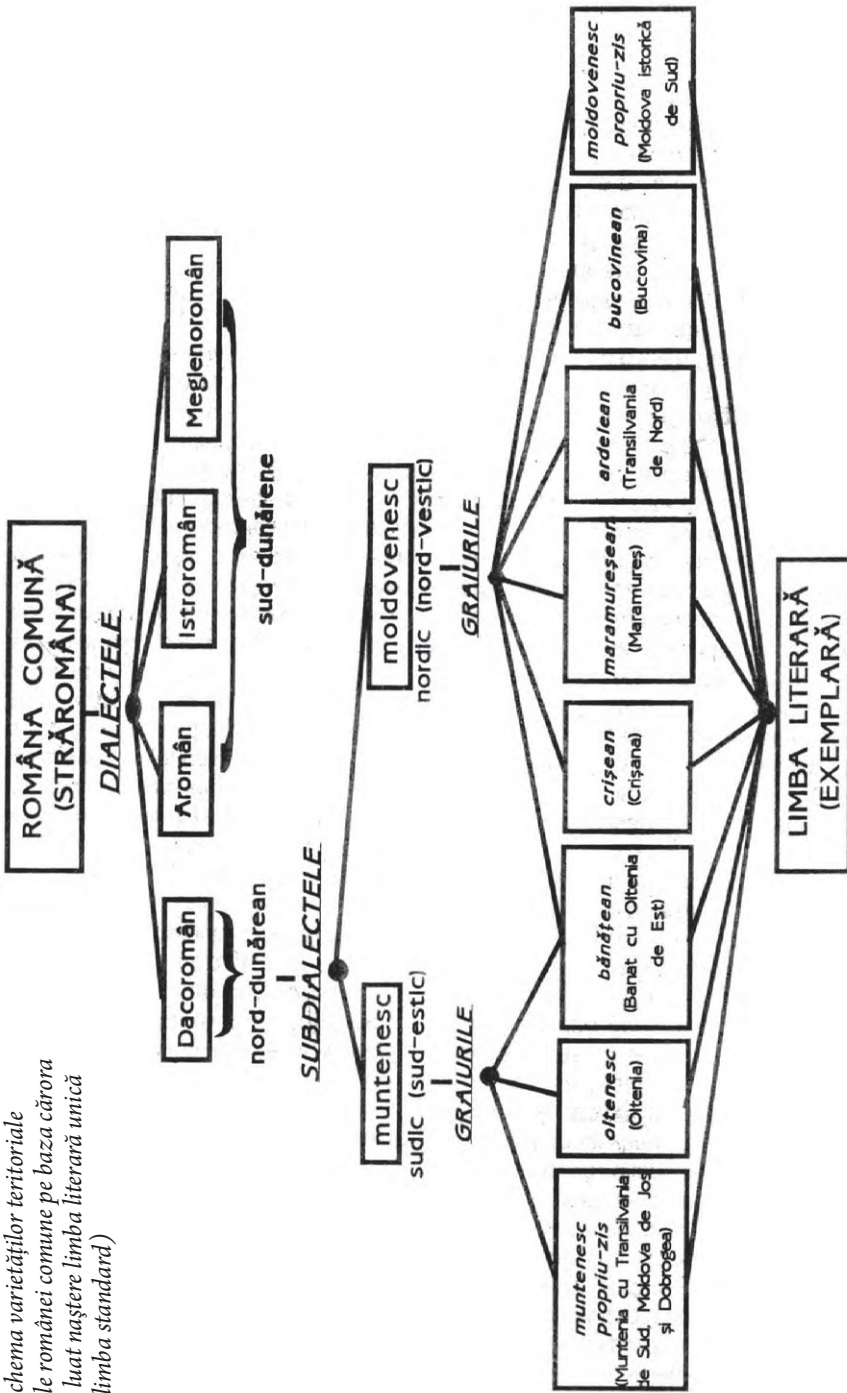 chema varietăților teritoriale
le românei comune pe baza cărora
luat naștere limba literară unică
limba standard)
ROMÂNA COMUNĂ
(STRĂROMÂNA)
DIALECTELE
Dacoromân
Aromân
Istroromân
Meglenoromân
nord-dunărean
sud-dunărene
SUBDIALECTELE
muntenesc
sudic (sud-estic)
moldovenesc
nordic (nord-vestic)
GRAIURILE
GRAIURILE
muntenesc
propriu-zis
(Muntenia cu Transilvania
de Sud, Moldova de Jos
și Dobrogea)
oltenesc
(Oltenia)
bănățean
(Banat cu Oltenia
de Est)
crișean
(Crișana)
maramureșean
(Maramureș)
ardelean
(Transilvania
de Nord)
bucovinean
(Bucovina)
moldovenesc
propriu-zis
(Moldova istorică
de Sud)
LIMBA LITERARĂ
(EXEMPLARĂ)